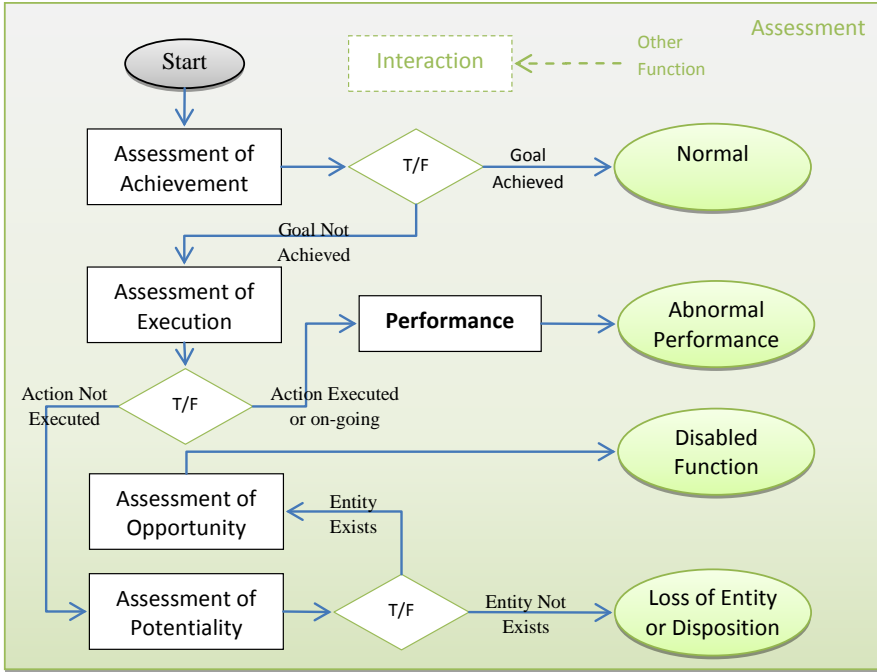 Assessment
Start
Interaction
Other
Function
Assessment of
Achievement
T/F
Goal
Achieved
Normal
Goal Not
Achieved
Assessment of
Execution
Performance
Abnormal
Performance
Action Not
Executed
T/F
Action Executed
or on-going
Disabled
Function
Assessment of
Opportunity
Entity
Exists
Assessment of
Potentiality
T/F
Entity Not
Exists
Loss of Entity
or Disposition